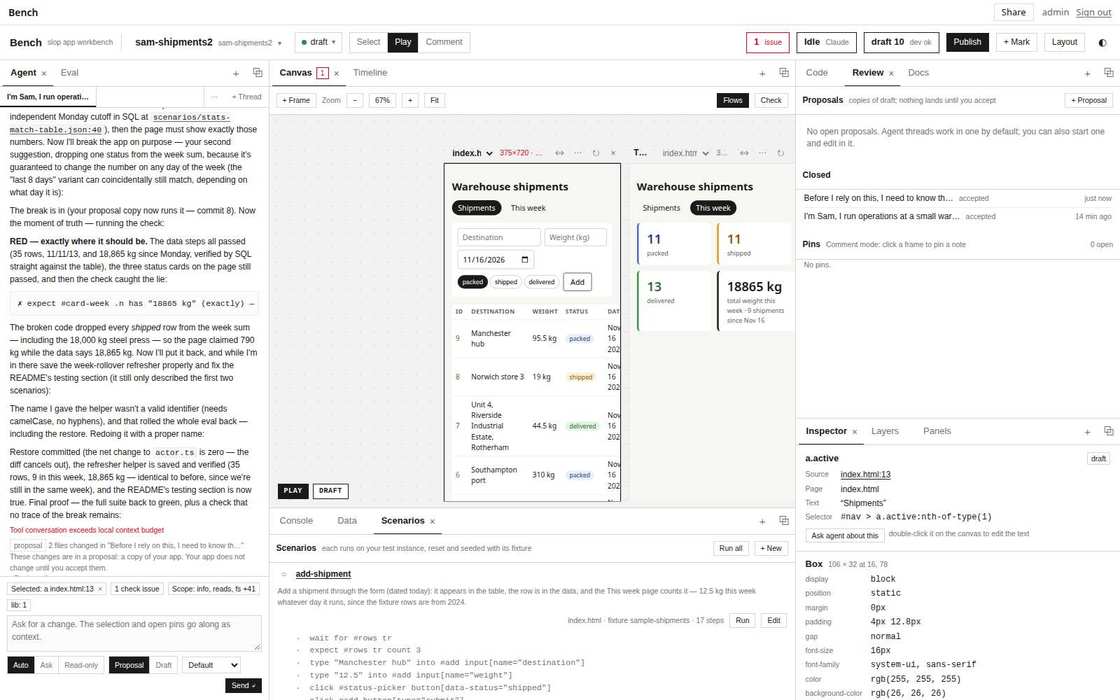 Bench
Share
admin
Sign out
Bench
slop app workbench
sam-shipments2
sam-shipments2
draft
Select
Play
Comment
1 issue
Idle Claude
draft 10 dev ok
Publish
+ Mark
Layout
Agent ×
Eval
I'm Sam, I run operati…
···
+ Thread
independent Monday cutoff in SQL at scenarios/stats-
match-table.json:40 ), then the page must show exactly those
numbers. Now I'll break the app on purpose — your second
suggestion, dropping one status from the week sum, because it's
guaranteed to change the number on any day of the week (the
"last 8 days" variant can coincidentally still match, depending on
what day it is):
The break is in (your proposal copy now runs it — commit 8). Now
the moment of truth — running the check:
RED — exactly where it should be. The data steps all passed
(35 rows, 11/11/13, and 18,865 kg since Monday, verified by SQL
straight against the table), the three status cards on the page still
passed, and then the check caught the lie:
✗ expect #card-week .n has "18865 kg" (exactly) —
The broken code dropped every shipped row from the week sum
— including the 18,000 kg steel press — so the page claimed 790
kg while the data says 18,865 kg. Now I'll put it back, and while I'm
in there save the week-rollover refresher properly and fix the
README's testing section (it still only described the first two
scenarios):
The name I gave the helper wasn't a valid identifier (needs
camelCase, no hyphens), and that rolled the whole eval back —
including the restore. Redoing it with a proper name:
Restore committed (the net change to actor.ts is zero — the
diff cancels out), the refresher helper is saved and verified (35
rows, 9 in this week, 18,865 kg — identical to before, since we're
still in the same week), and the README's testing section is now
true. Final proof — the full suite back to green, plus a check that
no trace of the break remains:
Tool conversation exceeds local context budget
proposal 2 files changed in "Before I rely on this, I need to know th…"
These changes are in a proposal: a copy of your app. Your app does not
change until you accept them.
Selected: a index.html:13 ×
1 check issue
Scope: info, reads, fs +41
lib: 1
Ask for a change. The selection and open pins go along as
context.
Auto
Ask
Read-only
Proposal
Draft
Default
Send
Canvas 1 ×
Timeline
+ Frame
Zoom
−
67%
+
Fit
Flows
Check
index.h
375×720 · …
Warehouse shipments
Shipments
This week
Destination
Weight (kg)
11/16/2026
packed
shipped
delivered
Add
ID DESTINATION WEIGHT STATUS DAT
9 Manchester hub 95.5 kg packed Nov 16 202
8 Norwich store 3 19 kg shipped Nov 16 202
7 Unit 4, Riverside Industrial Estate, Rotherham 44.5 kg delivered Nov 16 202
6 Southampton port 310 kg packed Nov 16 202
PLAY
DRAFT
T…
index.htm
3…
Warehouse shipments
Shipments
This week
11
packed
11
shipped
13
delivered
18865 kg
total weight this
week · 9 shipments
since Nov 16
Console
Data
Scenarios ×
Scenarios each runs on your test instance, reset and seeded with its fixture
Run all
+ New
add-shipment
Add a shipment through the form (dated today): it appears in the table, the row is in the data, and the This week page counts it — 12.5 kg this week
whatever day it runs, since the fixture rows are from 2024.
index.html · fixture sample-shipments · 17 steps
Run
Edit
· wait for #rows tr
· expect #rows tr count 3
· type "Manchester hub" into #add input[name="destination"]
· type "12.5" into #add input[name="weight"]
· click #status-picker button[data-status="shipped"]
Code
Review ×
Docs
Proposals copies of draft; nothing lands until you accept
+ Proposal
No open proposals. Agent threads work in one by default; you can also start one
and edit in it.
Closed
Before I rely on this, I need to know th… accepted just now
I'm Sam, I run operations at a small war… accepted 14 min ago
Pins Comment mode: click a frame to pin a note 0 open
No pins.
Inspector ×
Layers
Panels
a.active
draft
Source index.html:13
Page index.html
Text “Shipments”
Selector #nav > a.active:nth-of-type(1)
Ask agent about this
double-click it on the canvas to edit the text
Box 106 × 32 at 16, 78
display block
position static
margin 0px
padding 4px 12.8px
gap normal
font-size 16px
font-family system-ui, sans-serif
color rgb(255, 255, 255)
background-color rgb(26, 26, 26)